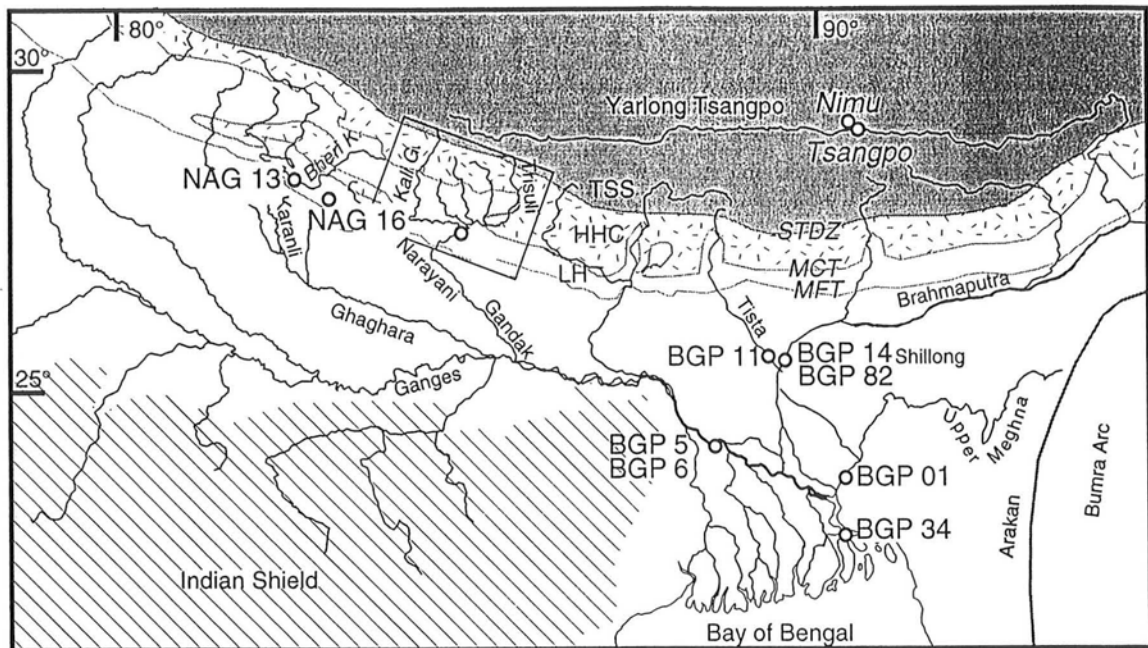 80°
90°
30°
Yarlong Tsangpo
Nimu
Tsangpo
Bheri
Kali G.
Trisuli
NAG 13
NAG 16
TSS
STDZ
HHC
Karanli
Narayani
LH
MCT
MFT
Brahmaputra
Tista
Ghaghara
Gandak
BGP 11
BGP 14
Shillong
BGP 82
25°
Ganges
Upper
Meghna
BGP 5
BGP 6
BGP 01
BGP 34
Arakan
Bumra Arc
Indian Shield
Bay of Bengal